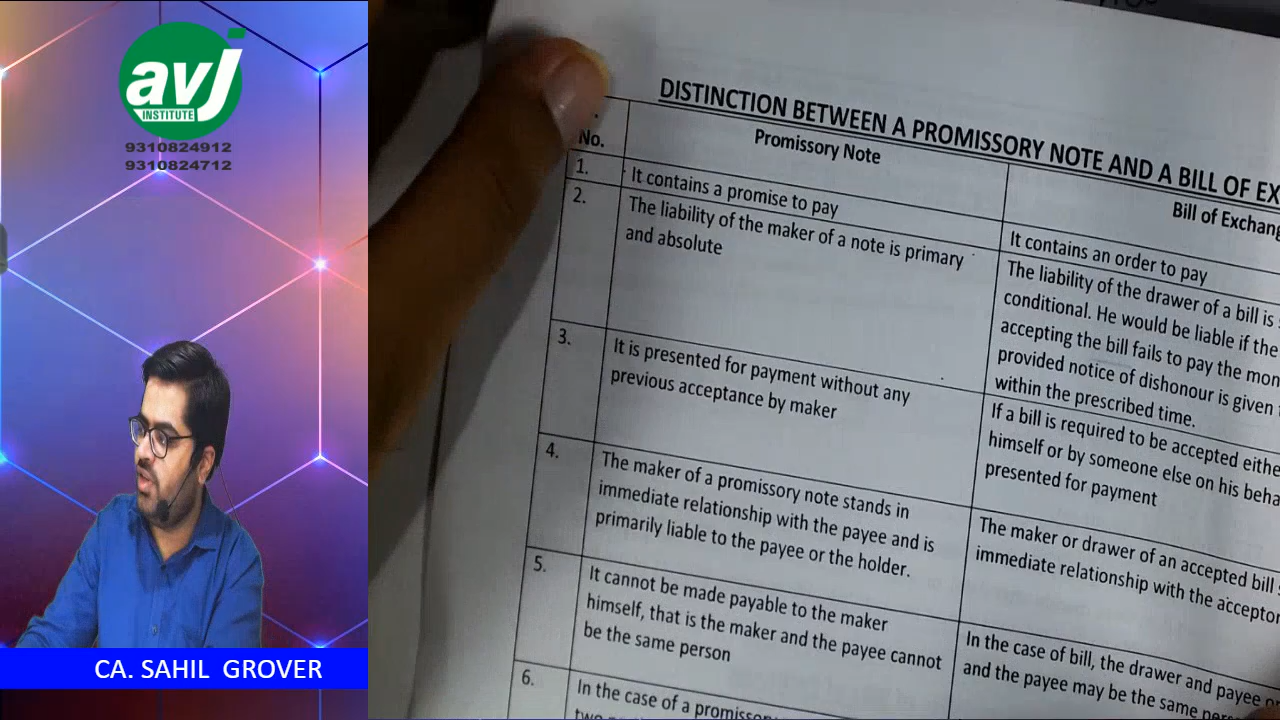 avj
INSTITUTE
9310824912
9310824712
CA. SAHIL GROVER
DISTINCTION BETWEEN A PROMISSORY NOTE AND A BILL OF EX
No.
Promissory Note
Bill of Exchang
1.
It contains a promise to pay
It contains an order to pay
2.
The liability of the maker of a note is primary
and absolute
The liability of the drawer of a bill is
conditional. He would be liable if the
accepting the bill fails to pay the mon
provided notice of dishonour is given
within the prescribed time.
3.
It is presented for payment without any
previous acceptance by maker
If a bill is required to be accepted eithe
himself or by someone else on his beha
presented for payment
4.
The maker of a promissory note stands in
immediate relationship with the payee and is
primarily liable to the payee or the holder.
The maker or drawer of an accepted bill
immediate relationship with the acceptor
5.
It cannot be made payable to the maker
himself, that is the maker and the payee cannot
be the same person
In the case of bill, the drawer and payee
and the payee may be the same
6.
In the case of a promissory